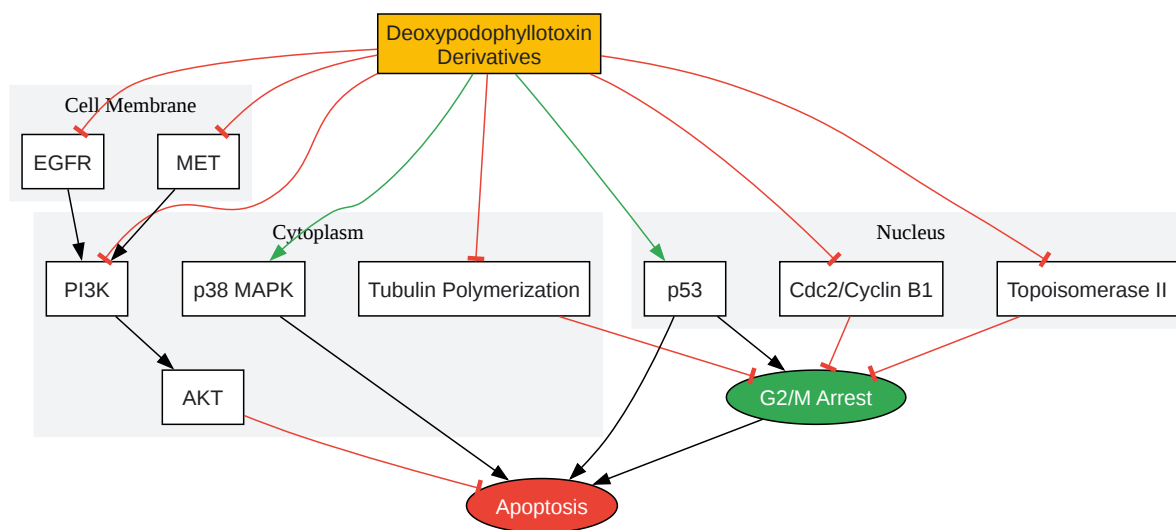 Deoxypodophyllotoxin
Derivatives
Cell Membrane
EGFR
MET
Cytoplasm
Nucleus
PI3K
p38 MAPK
Tubulin Polymerization
p53
Cdc2/Cyclin B1
Topoisomerase II
AKT
G2/M Arrest
Apoptosis